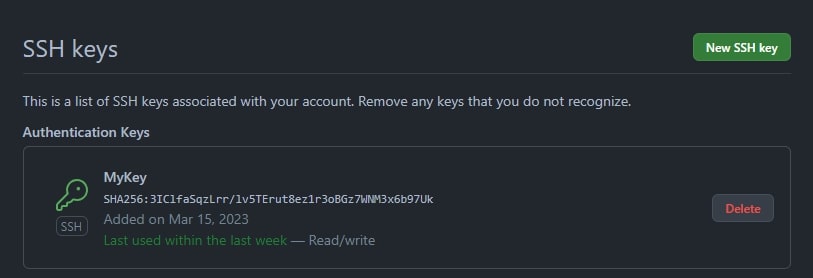 SSH keys
New SSH key
This is a list of SSH keys associated with your account. Remove any keys that you do not recognize.
Authentication Keys
MyKey
SHA256:3IClfaSqzLrr/lv5TErut8ez1r3oBGz7WNM3x6b97Uk
Added on Mar 15, 2023
SSH
Last used within the last week — Read/write
Delete